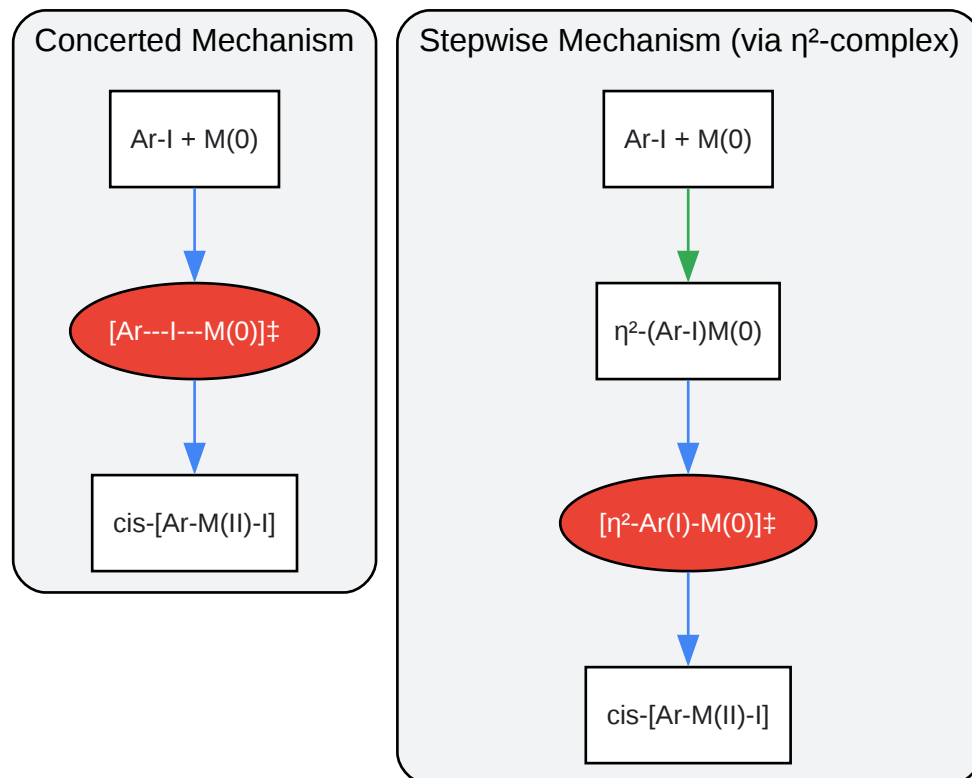 Concerted Mechanism
Ar-I + M(0)
[Ar---I---M(0)]‡
cis-[Ar-M(II)-I]
Stepwise Mechanism (via η²-complex)
Ar-I + M(0)
η²-(Ar-I)M(0)
[η²-Ar(I)-M(0)]‡
cis-[Ar-M(II)-I]